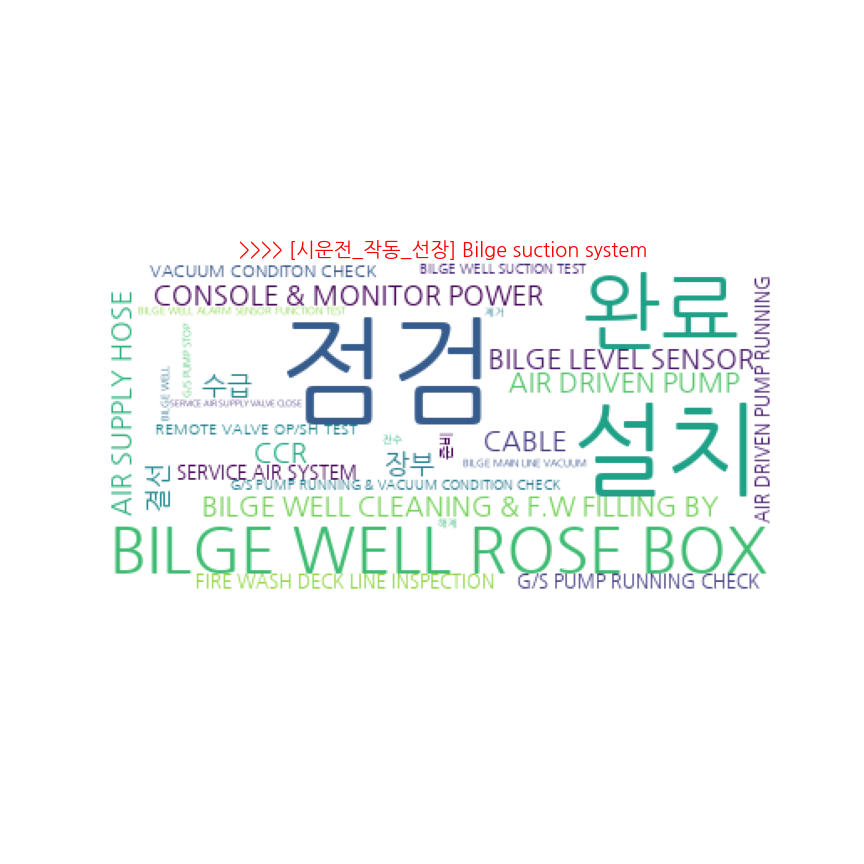 >>>> [시운전_작동_선장] Bilge suction system
VACUUM CONDITON CHECK
BILGE WELL SUCTION TEST
CONSOLE & MONITOR POWER
완료
BILGE WELL ALARM SENSOR FUNCTION TEST
제거
AIR SUPPLY HOSE
점검
G/S PUMP STOP
BILGE LEVEL SENSOR
AIR DRIVEN PUMP RUNNING
BILGE WELL
수급
AIR DRIVEN PUMP
SERVICE AIR SUPPLY VALVE CLOSE
설치
REMOTE VALVE OP/SH TEST
잔수
준비
CABLE
CCR
장부
BILGE MAIN LINE VACUUM
SERVICE AIR SYSTEM
결선
G/S PUMP RUNNING & VACUUM CONDITION CHECK
BILGE WELL CLEANING & F.W FILLING BY
해제
BILGE WELL ROSE BOX
FIRE WASH DECK LINE INSPECTION
G/S PUMP RUNNING CHECK